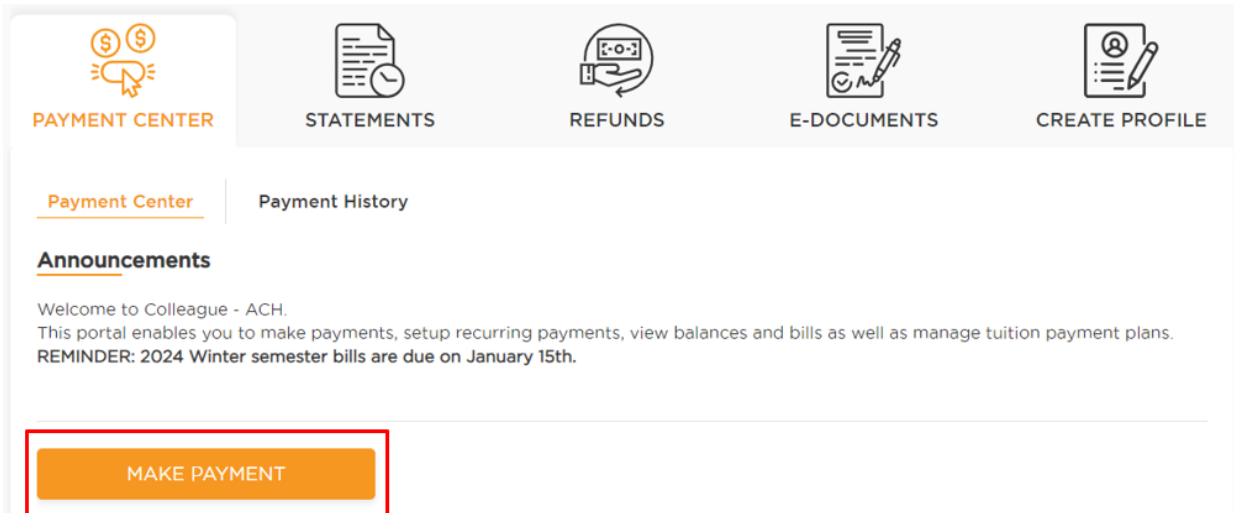 PAYMENT CENTER
STATEMENTS
REFUNDS
E-DOCUMENTS
CREATE PROFILE
Payment Center
Payment History
Announcements
Welcome to Colleague - ACH.
This portal enables you to make payments, setup recurring payments, view balances and bills as well as manage tuition payment plans.
REMINDER: 2024 Winter semester bills are due on January 15th.
MAKE PAYMENT